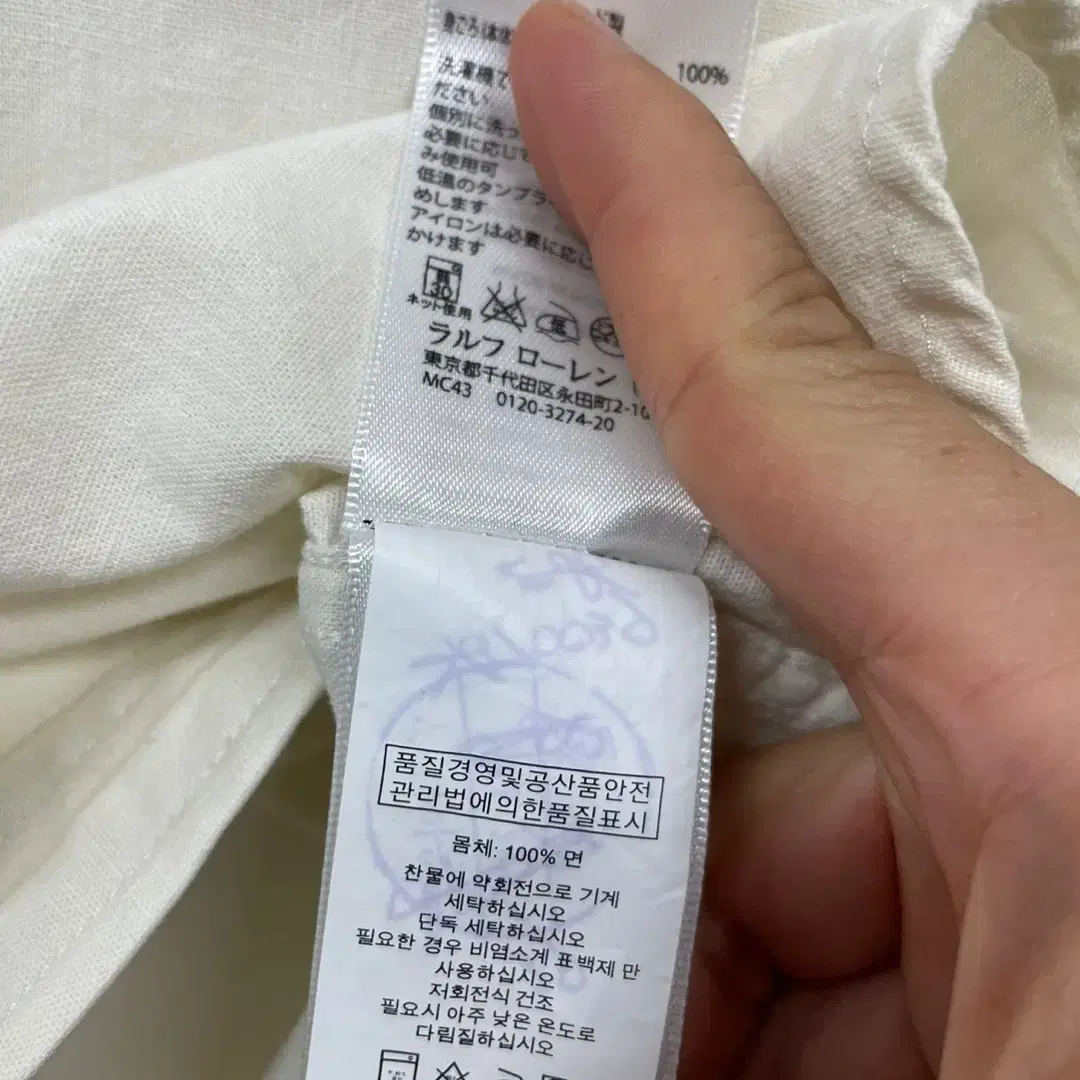 製
身ごろ(本体
100%
洗濯機で
ださい
個別に洗っ
必要に応じて
み使用可
低温のタンブラ
めします
アイロンは必要に応じ
かけます
30
ネット使用
ラルフ ローレン
東京都千代田区永田町2-10
MC43 0120-3274-20
품질경영및공산품안전
관리법에의한품질표시
몸체: 100% 면
찬물에 약회전으로 기계
세탁하십시오
단독 세탁하십시오
필요한 경우 비염소계 표백제 만
사용하십시오
저회전식 건조
필요시 아주 낮은 온도로
다림질하십시오